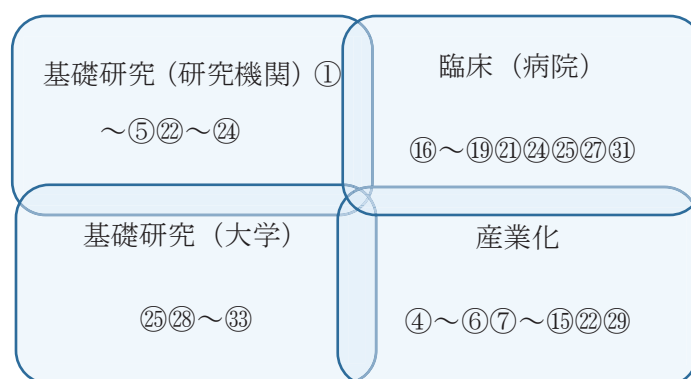 基礎研究（研究機関）①
～⑤㉒～㉔
臨床（病院）
⑯～⑲㉑㉔㉕㉗㉛
基礎研究（大学）
㉕㉘～㉝
産業化
④～⑥⑦～⑮㉒㉙